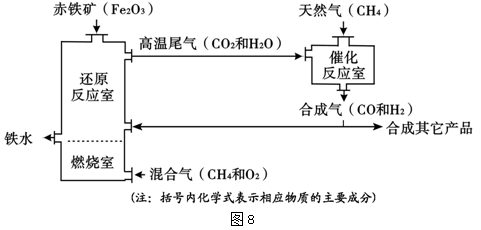 赤铁矿（Fe₂O₃）
天然气（CH₄）
高温尾气（CO₂和H₂O）
还原
反应室
催化
反应室
合成气（CO和H₂）
铁水
合成其它产品
燃烧室
混合气（CH₄和O₂）
(注：括号内化学式表示相应物质的主要成分)
图8